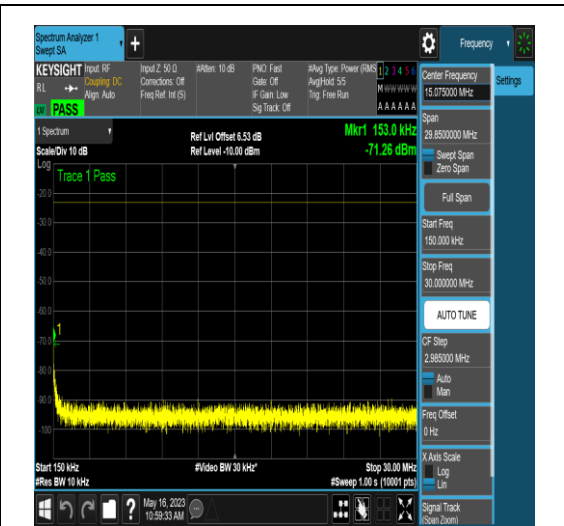 Spectrum Analyzer 1
Swept SA
+
Frequency
KEYSIGHT
RL
PASS
Input: RF
Coupling: DC
Align: Auto
Input Z: 50 Ω
Corrections: Off
Freq Ref: Int (S)
#Atten: 10 dB
PNO: Fast
Gate: Off
IF Gain: Low
Sig Track: Off
#Avg Type: Power (RMS
Avg|Hold: 5/5
Trig: Free Run
1 2 3 4 5 6
M W W W W W
A A A A A A
1 Spectrum
Scale/Div 10 dB
Log
Ref Lvl Offset 6.53 dB
Ref Level -10.00 dBm
Mkr1 153.0 kHz
-71.26 dBm
Trace 1 Pass
-20.0
-30.0
-40.0
-50.0
-60.0
-70.0
-80.0
-90.0
-100
1
Start 150 kHz
#Res BW 10 kHz
#Video BW 30 kHz*
Stop 30.00 MHz
#Sweep 1.00 s (10001 pts)
May 16, 2023
10:59:33 AM
?
Center Frequency
15.075000 MHz
Span
29.8500000 MHz
Swept Span
Zero Span
Full Span
Start Freq
150.000 kHz
Stop Freq
30.000000 MHz
AUTO TUNE
CF Step
2.985000 MHz
Auto
Man
Freq Offset
0 Hz
X Axis Scale
Log
Lin
Signal Track
(Span Zoom)
Settings